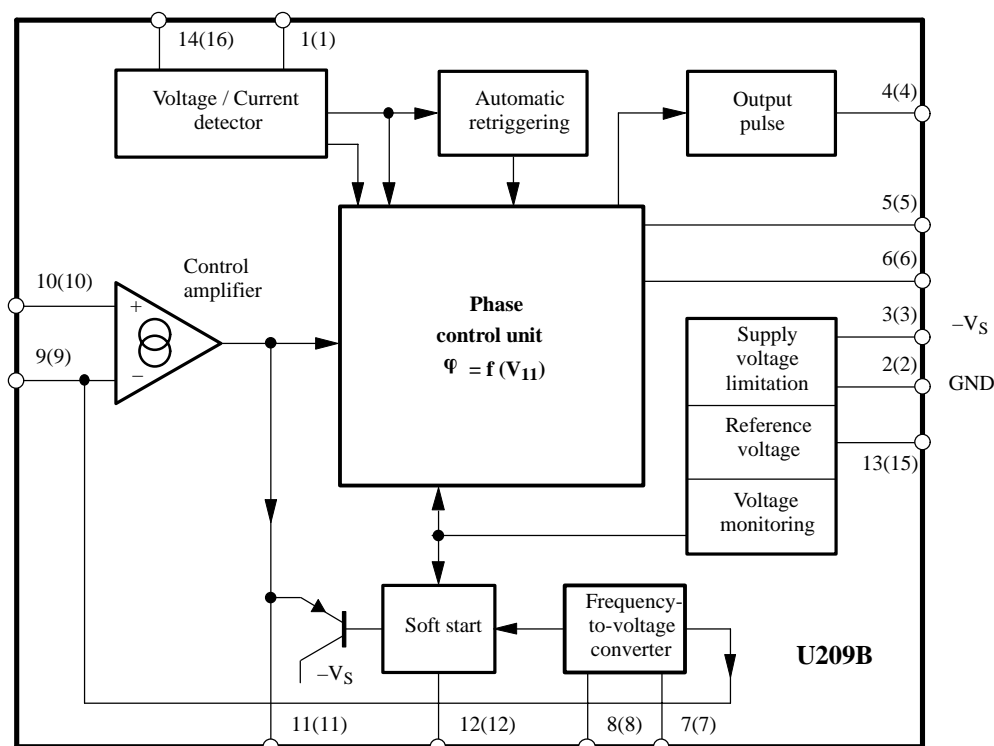 14(16)
1(1)
Voltage / Current
detector
Automatic
retriggering
Output
pulse
4(4)
5(5)
6(6)
10(10)
Control
amplifier
+
9(9)
−
Phase
control unit
φ = f (V11)
3(3)
–VS
Supply
voltage
limitation
2(2)
GND
Reference
voltage
13(15)
Voltage
monitoring
Soft start
Frequency-
to-voltage
converter
U209B
–VS
11(11)
12(12)
8(8)
7(7)